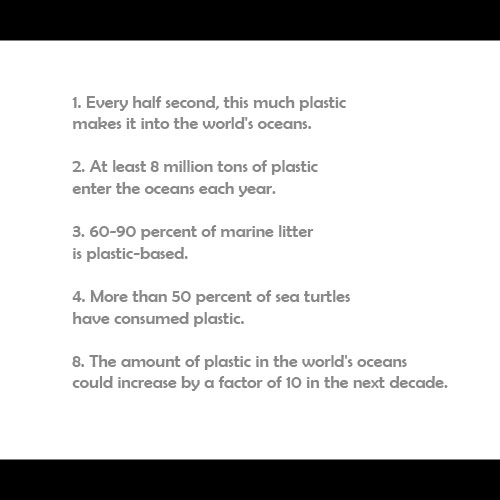 1. Every half second, this much plastic
makes it into the world's oceans.
2. At least 8 million tons of plastic
enter the oceans each year.
3. 60-90 percent of marine litter
is plastic-based.
4. More than 50 percent of sea turtles
have consumed plastic.
8. The amount of plastic in the world's oceans
could increase by a factor of 10 in the next decade.